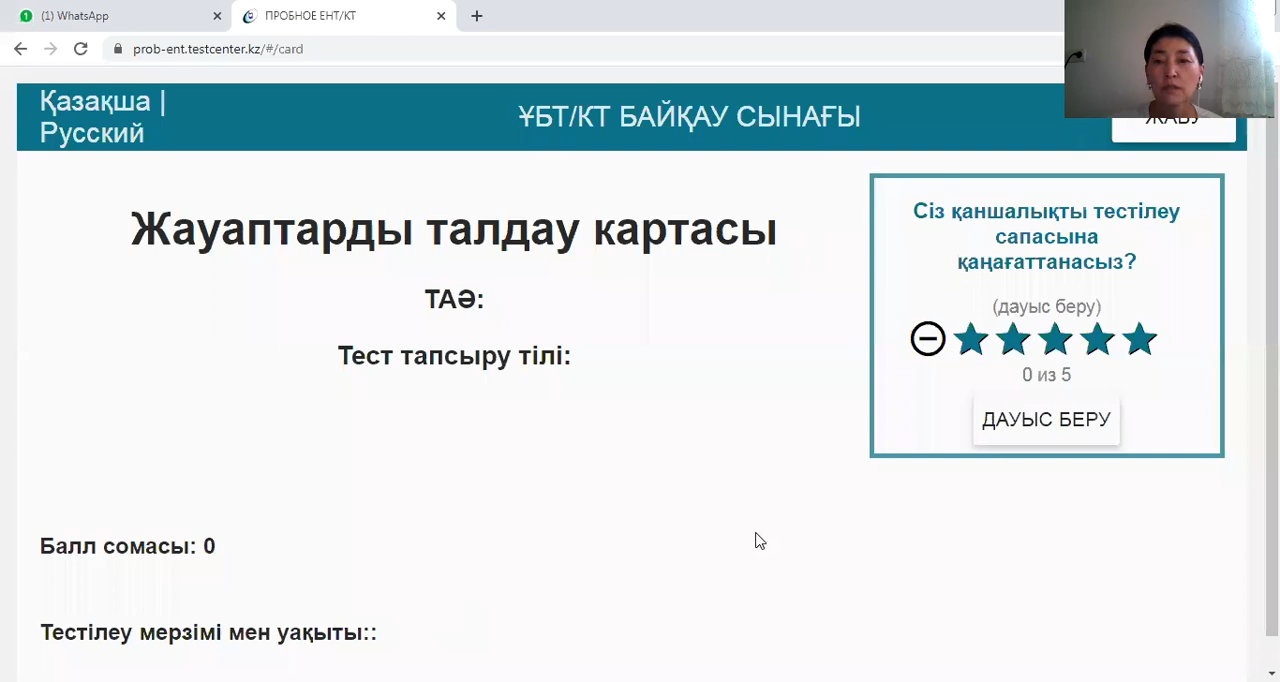 (1) WhatsApp
ПРОБНОЕ ЕНТ/КТ
prob-ent.testcenter.kz/#/card
Қазақша |
Русский
ҰБТ/КТ БАЙҚАУ СЫНАҒЫ
ЖАБУ
Жауаптарды талдау картасы
ТАӘ:
Тест тапсыру тілі:
Сіз қаншалықты тестілеу
сапасына
қанағаттанасыз?
(дауыс беру)
0 из 5
ДАУЫС БЕРУ
Балл сомасы: 0
Тестілеу мерзімі мен уақыты::